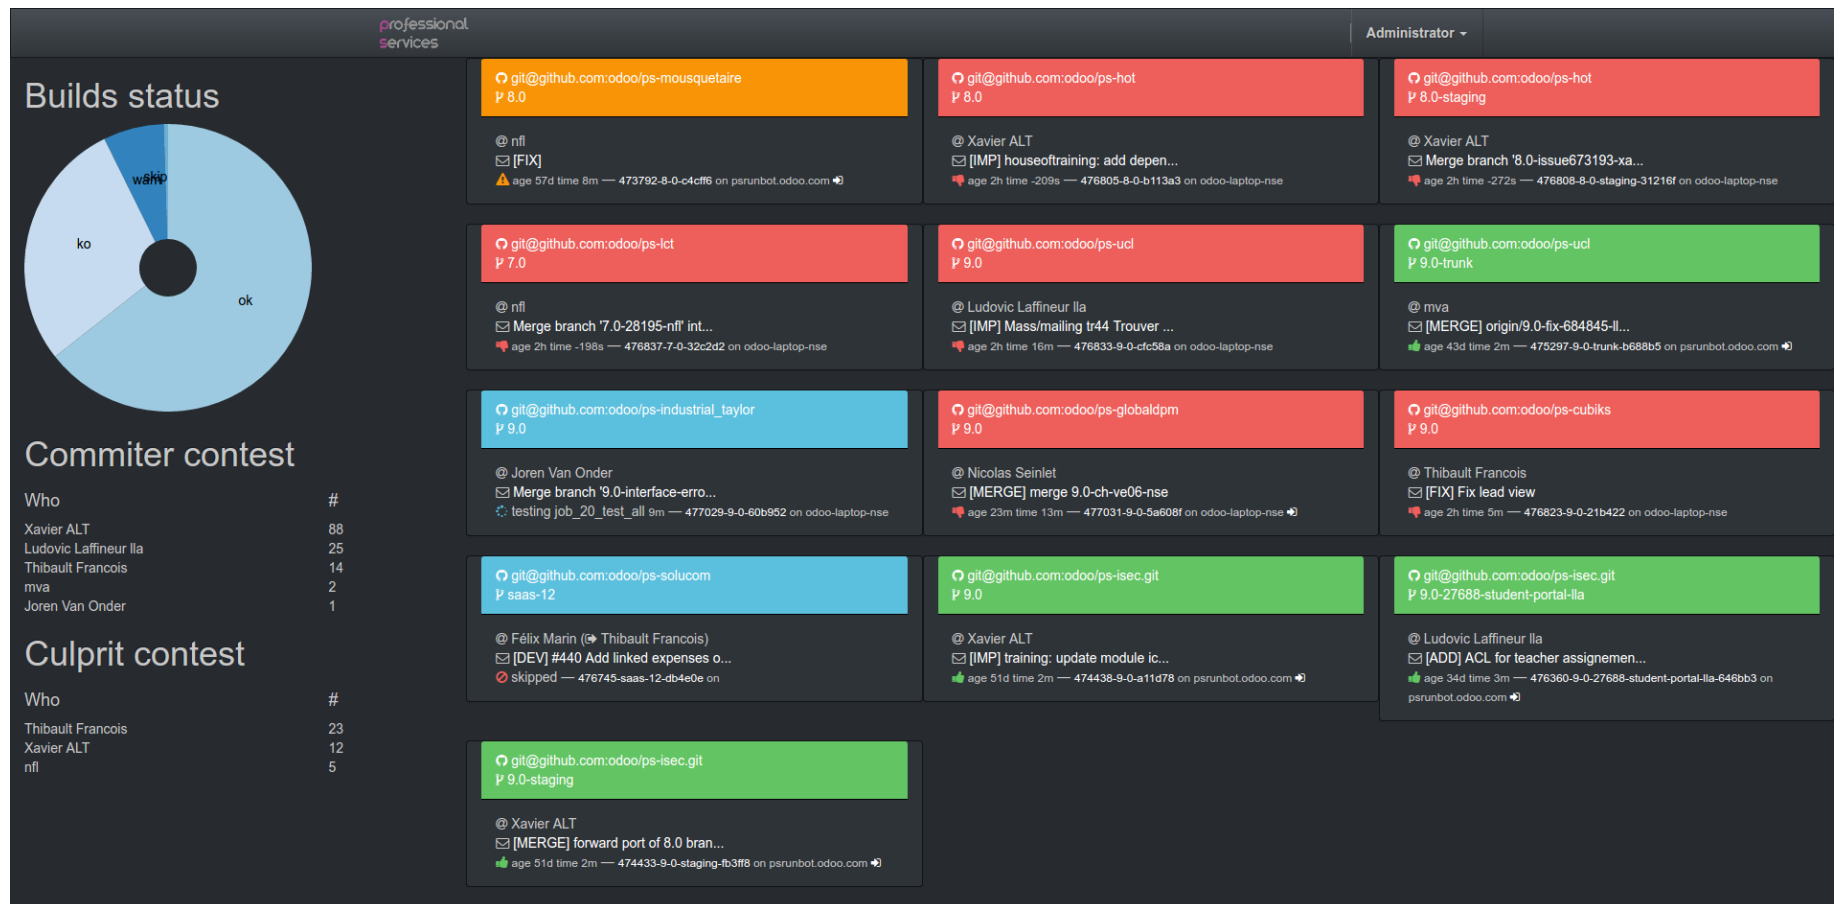 professional
services
Administrator
Builds status
warn
skip
ko
ok
Commiter contest
Who #
Xavier ALT 88
Ludovic Laffineur lla 25
Thibault Francois 14
mva 2
Joren Van Onder 1
Culprit contest
Who #
Thibault Francois 23
Xavier ALT 12
nfl 5
git@github.com:odoo/ps-mousquetaire
8.0
@ nfl
[FIX]
age 57d time 8m — 473792-8-0-c4cff6 on psrunbot.odoo.com
git@github.com:odoo/ps-hot
8.0
@ Xavier ALT
[IMP] houseoftraining: add depen...
age 2h time -209s — 476805-8-0-b113a3 on odoo-laptop-nse
git@github.com:odoo/ps-hot
8.0-staging
@ Xavier ALT
Merge branch '8.0-issue673193-xa...
age 2h time -272s — 476808-8-0-staging-31216f on odoo-laptop-nse
git@github.com:odoo/ps-lct
7.0
@ nfl
Merge branch '7.0-28195-nfl' int...
age 2h time -198s — 476837-7-0-32c2d2 on odoo-laptop-nse
git@github.com:odoo/ps-ucl
9.0
@ Ludovic Laffineur lla
[IMP] Mass/mailing tr44 Trouver ...
age 2h time 16m — 476833-9-0-cfc58a on odoo-laptop-nse
git@github.com:odoo/ps-ucl
9.0-trunk
@ mva
[MERGE] origin/9.0-fix-684845-ll...
age 43d time 2m — 475297-9-0-trunk-b688b5 on psrunbot.odoo.com
git@github.com:odoo/ps-industrial_taylor
9.0
@ Joren Van Onder
Merge branch '9.0-interface-erro...
testing job_20_test_all 9m — 477029-9-0-60b952 on odoo-laptop-nse
git@github.com:odoo/ps-globaldpm
9.0
@ Nicolas Seinlet
[MERGE] merge 9.0-ch-ve06-nse
age 23m time 13m — 477031-9-0-5a608f on odoo-laptop-nse
git@github.com:odoo/ps-cubiks
9.0
@ Thibault Francois
[FIX] Fix lead view
age 2h time 5m — 476823-9-0-21b422 on odoo-laptop-nse
git@github.com:odoo/ps-solucom
saas-12
@ Félix Marin ( Thibault Francois)
[DEV] #440 Add linked expenses o...
skipped — 476745-saas-12-db4e0e on
git@github.com:odoo/ps-isec.git
9.0
@ Xavier ALT
[IMP] training: update module ic...
age 51d time 2m — 474438-9-0-a11d78 on psrunbot.odoo.com
git@github.com:odoo/ps-isec.git
9.0-27688-student-portal-lla
@ Ludovic Laffineur lla
[ADD] ACL for teacher assignemen...
age 34d time 3m — 476360-9-0-27688-student-portal-lla-646bb3 on
psrunbot.odoo.com
git@github.com:odoo/ps-isec.git
9.0-staging
@ Xavier ALT
[MERGE] forward port of 8.0 bran...
age 51d time 2m — 474433-9-0-staging-fb3ff8 on psrunbot.odoo.com